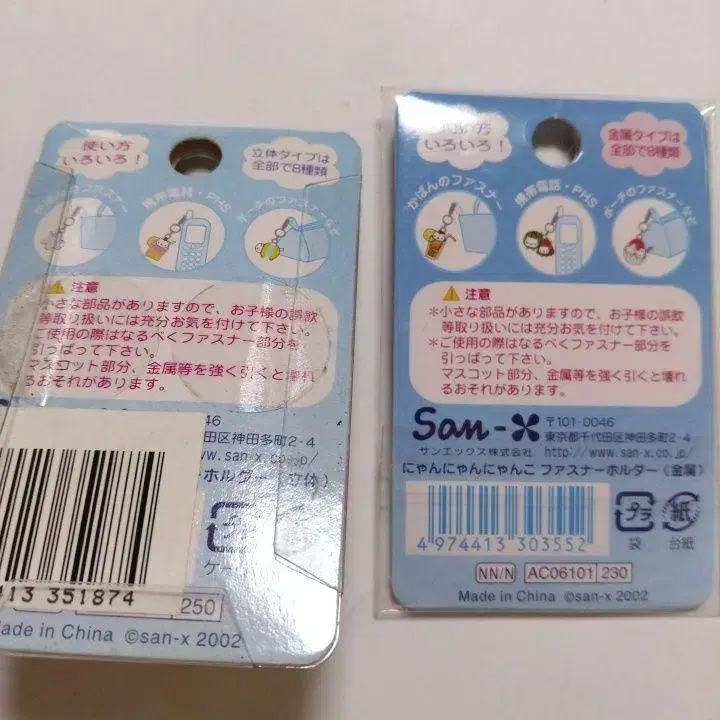 使い方
いろいろ！
立体タイプは
全部で8種類
携帯電話・PHS
ポーチのファスナーなど
注意
小さな部品がありますので、お子様の誤飲
等取り扱いには充分お気を付けて下さい。
ご使用の際はなるべくファスナー部分を
引っぱって下さい。
マスコット部分、金属等を強く引くと壊れ
るおそれがあります。
46
田区神田多町2-4
www.san-x.co.jp/
ルダー（立体）
ケー
413 351874
250
ade in China ©san-x 2002
使い方
いろいろ！
金属タイプは
全部で8種類
かばんのファスナー
携帯電話・PHS
ポーチのファスナーなど
注意
*小さな部品がありますので、お子様の誤飲
等取り扱いには充分お気を付けて下さい。
*ご使用の際はなるべくファスナー部分を
引っぱって下さい。
マスコット部分、金属等を強く引くと壊れ
るおそれがあります。
San-X 〒101-0046
東京都千代田区神田多町2-4
サンエックス株式会社 http://www.san-x.co.jp/
にゃんにゃんにゃんこ ファスナーホルダー（金属）
プラ 紙
袋 台紙
4 974413 303552
NN/N AC06101 230
Made in China ©san-x 2002